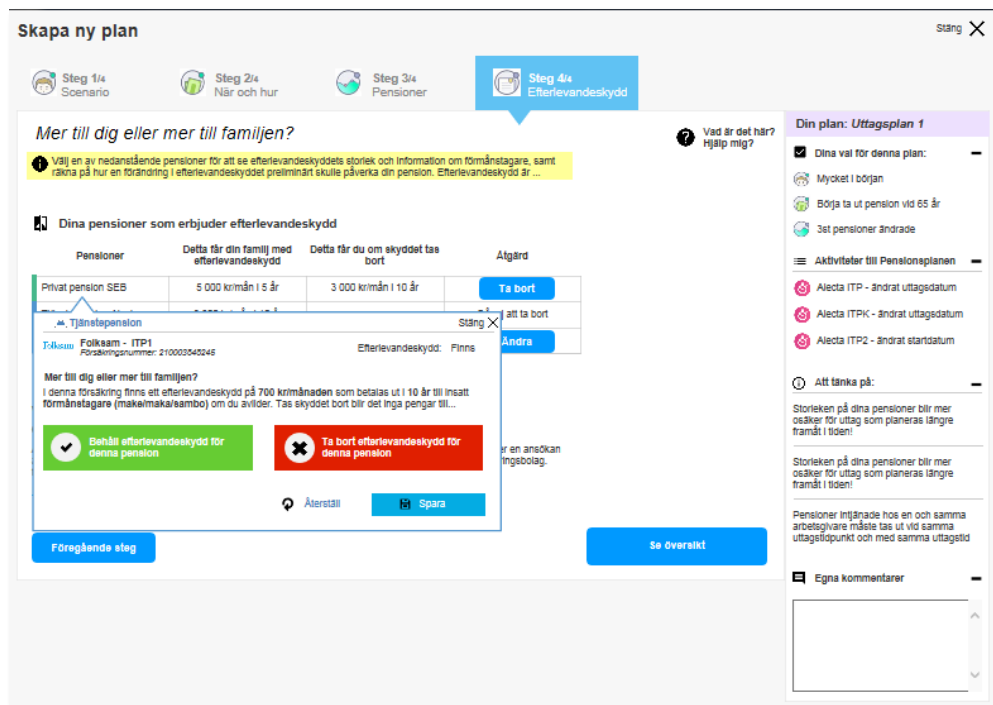 Skapa ny plan
Stäng
Steg 1/4
Scenario
Steg 2/4
När och hur
Steg 3/4
Pensioner
Steg 4/4
Efterlevandeskydd
Mer till dig eller mer till familjen?
Vad är det här?
Hjälp mig?
Välj en av nedanstående pensioner för att se efterlevandeskyddets storlek och information om förmånstagare, samt
räkna på hur en förändring i efterlevandeskyddet preliminärt skulle påverka din pension. Efterlevandeskydd är ...
Dina pensioner som erbjuder efterlevandeskydd
Pensioner
Detta får din familj med
efterlevandeskydd
Detta får du om skyddet tas
bort
Åtgärd
Privat pension SEB
5 000 kr/mån i 5 år
3 000 kr/mån i 10 år
Ta bort
att ta bort
Ändra
Tjänstepension
Stäng
Folksam
Folksam - ITP1
Försäkringsnummer: 210003545246
Efterlevandeskydd: Finns
Mer till dig eller mer till familjen?
I denna försäkring finns ett efterlevandeskydd på 700 kr/månaden som betalas ut i 10 år till insatt
förmånstagare (make/maka/sambo) om du avlider. Tas skyddet bort blir det inga pengar till...
Behåll efterlevandeskydd för
denna pension
Ta bort efterlevandeskydd för
denna pension
Återställ
Spara
er en ansökan
ringsbolag.
Föregående steg
Se översikt
Din plan: Uttagsplan 1
Dina val för denna plan:
Mycket i början
Börja ta ut pension vid 65 år
3st pensioner ändrade
Aktiviteter till Pensionsplanen
Alecta ITP - ändrat uttagsdatum
Alecta ITPK - ändrat uttagsdatum
Alecta ITP2 - ändrat startdatum
Att tänka på:
Storleken på dina pensioner blir mer
osäker för uttag som planeras längre
framåt i tiden!
Storleken på dina pensioner blir mer
osäker för uttag som planeras längre
framåt i tiden!
Pensioner intjänade hos en och samma
arbetsgivare måste tas ut vid samma
uttagstidpunkt och med samma uttagstid
Egna kommentarer